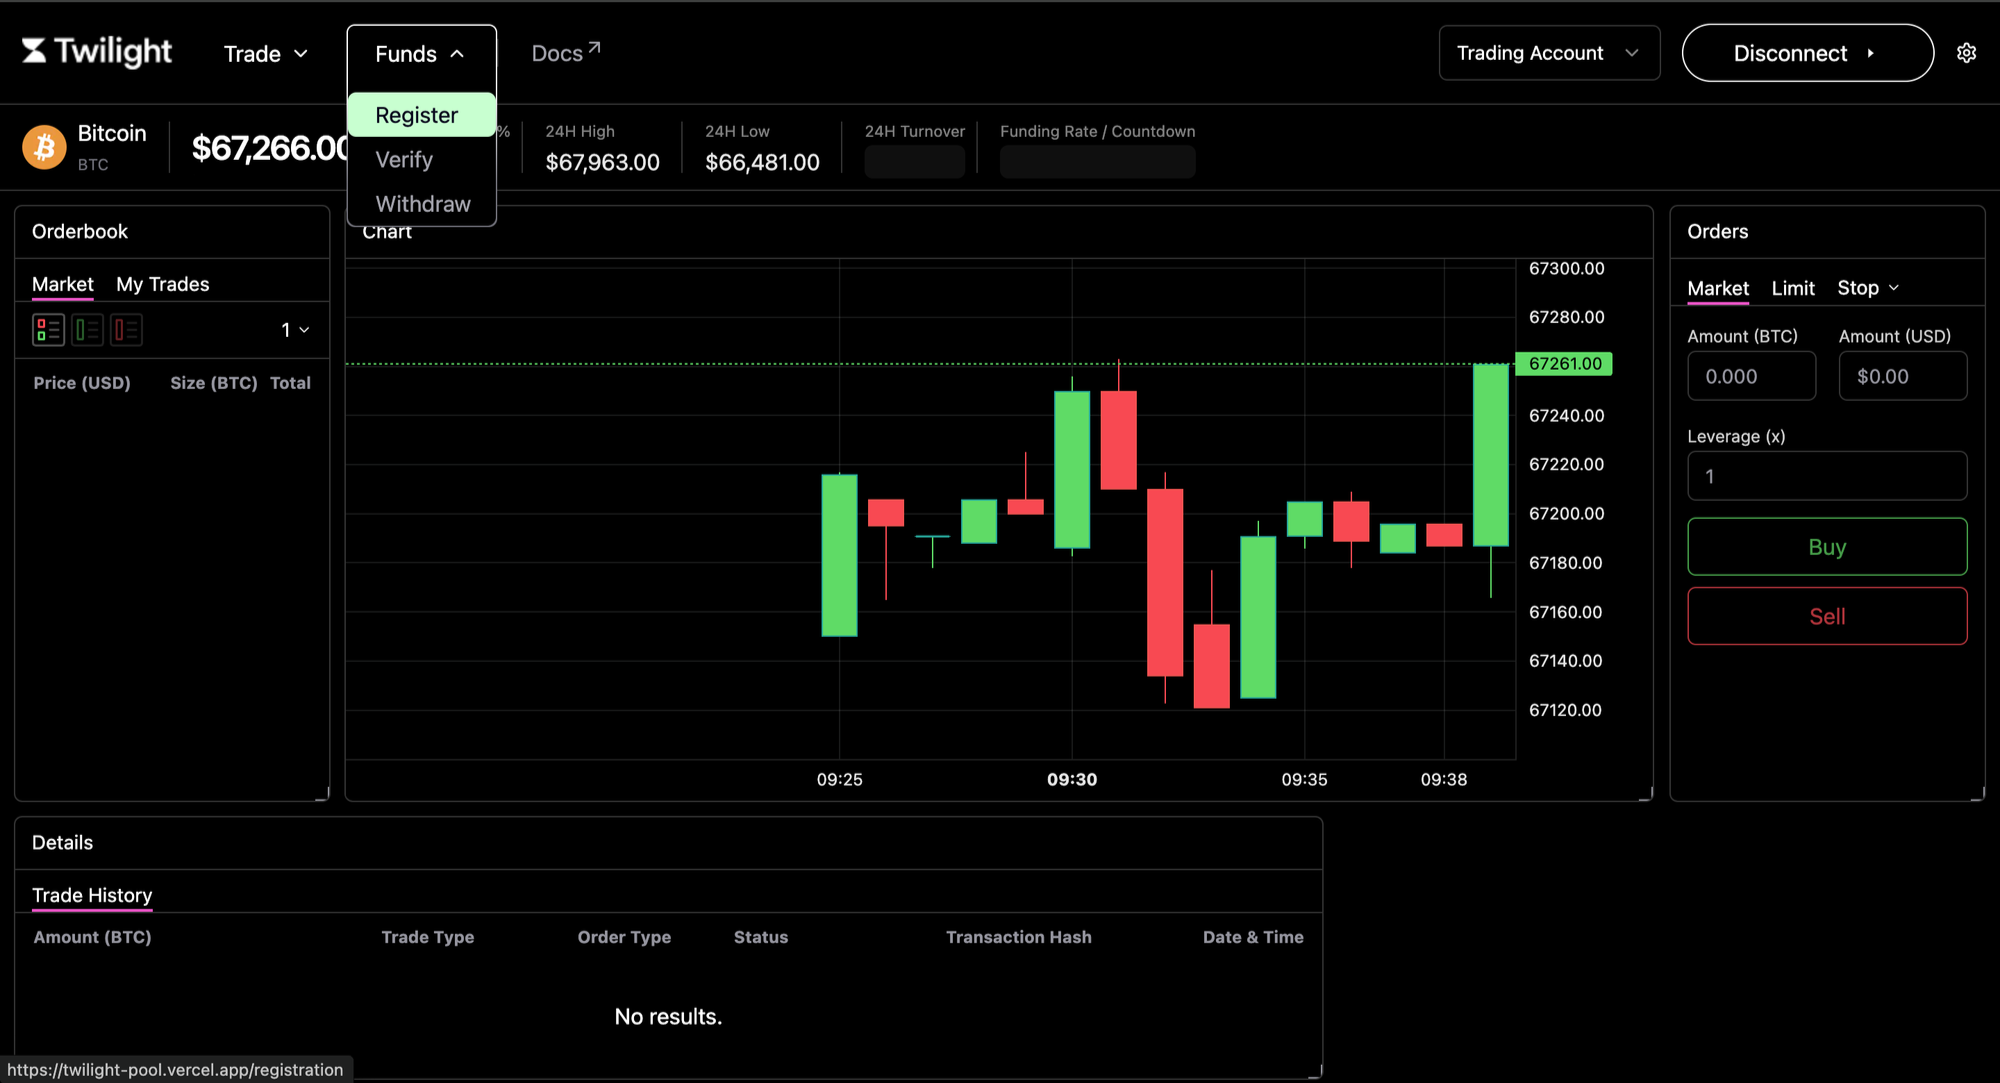 Twilight
Trade
Funds
Docs
Trading Account
Disconnect
Register
Verify
Withdraw
Bitcoin
BTC
$67,266.00
%
24H High
$67,963.00
24H Low
$66,481.00
24H Turnover
Funding Rate / Countdown
Orderbook
Market My Trades
1
Price (USD) Size (BTC) Total
Chart
67300.00
67280.00
67261.00
67240.00
67220.00
67200.00
67180.00
67160.00
67140.00
67120.00
09:25 09:30 09:35 09:38
Orders
Market Limit Stop
Amount (BTC) Amount (USD)
0.000 $0.00
Leverage (x)
1
Buy
Sell
Details
Trade History
Amount (BTC) Trade Type Order Type Status Transaction Hash Date & Time
No results.
https://twilight-pool.vercel.app/registration